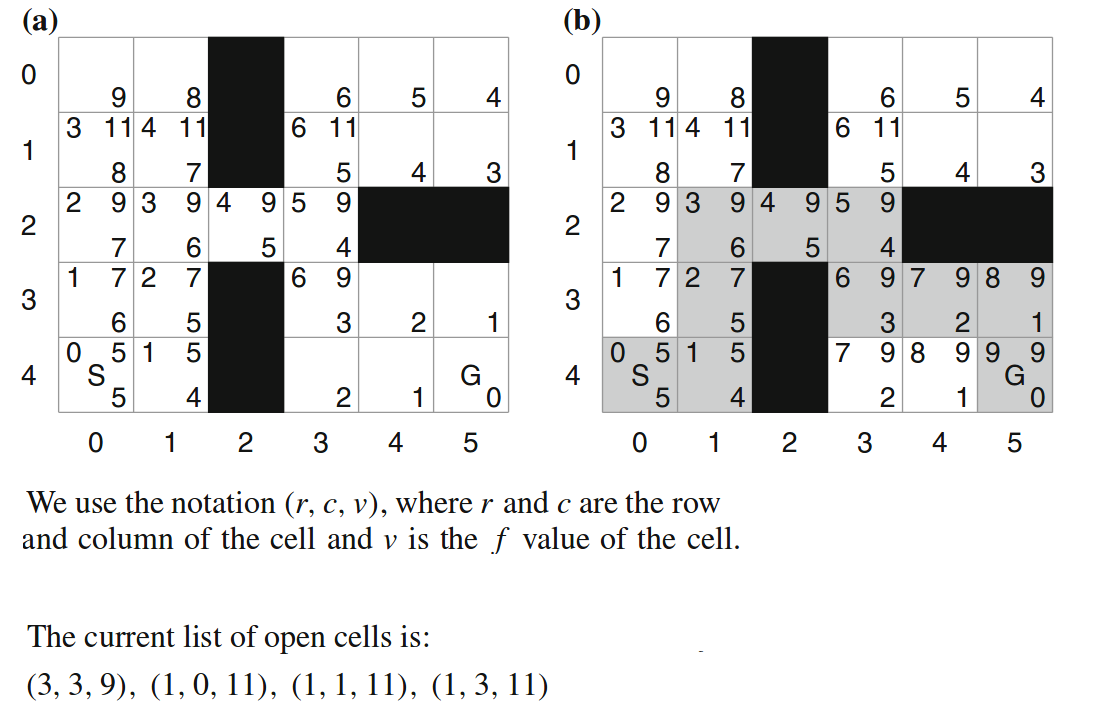 (a) (b)
0 9 8 6 5 4 0 9 8 6 5 4
3 11 4 11 6 11 3 11 4 11 6 11
1 1
8 7 5 4 3 8 7 5 4 3
2 9 3 9 4 9 5 9 2 9 3 9 4 9 5 9
2 2
7 6 5 4 7 6 5 4
1 7 2 7 6 9 1 7 2 7 6 9 7 9 8 9
3 3
6 5 3 2 1 6 5 3 2 1
0 5 1 5 0 5 1 5 7 9 8 9 9 9
4 S G 4 S G
5 4 2 1 0 5 4 2 1 0
0 1 2 3 4 5 0 1 2 3 4 5
We use the notation (r, c, v), where r and c are the row
and column of the cell and v is the f value of the cell.
The current list of open cells is:
(3, 3, 9), (1, 0, 11), (1, 1, 11), (1, 3, 11)